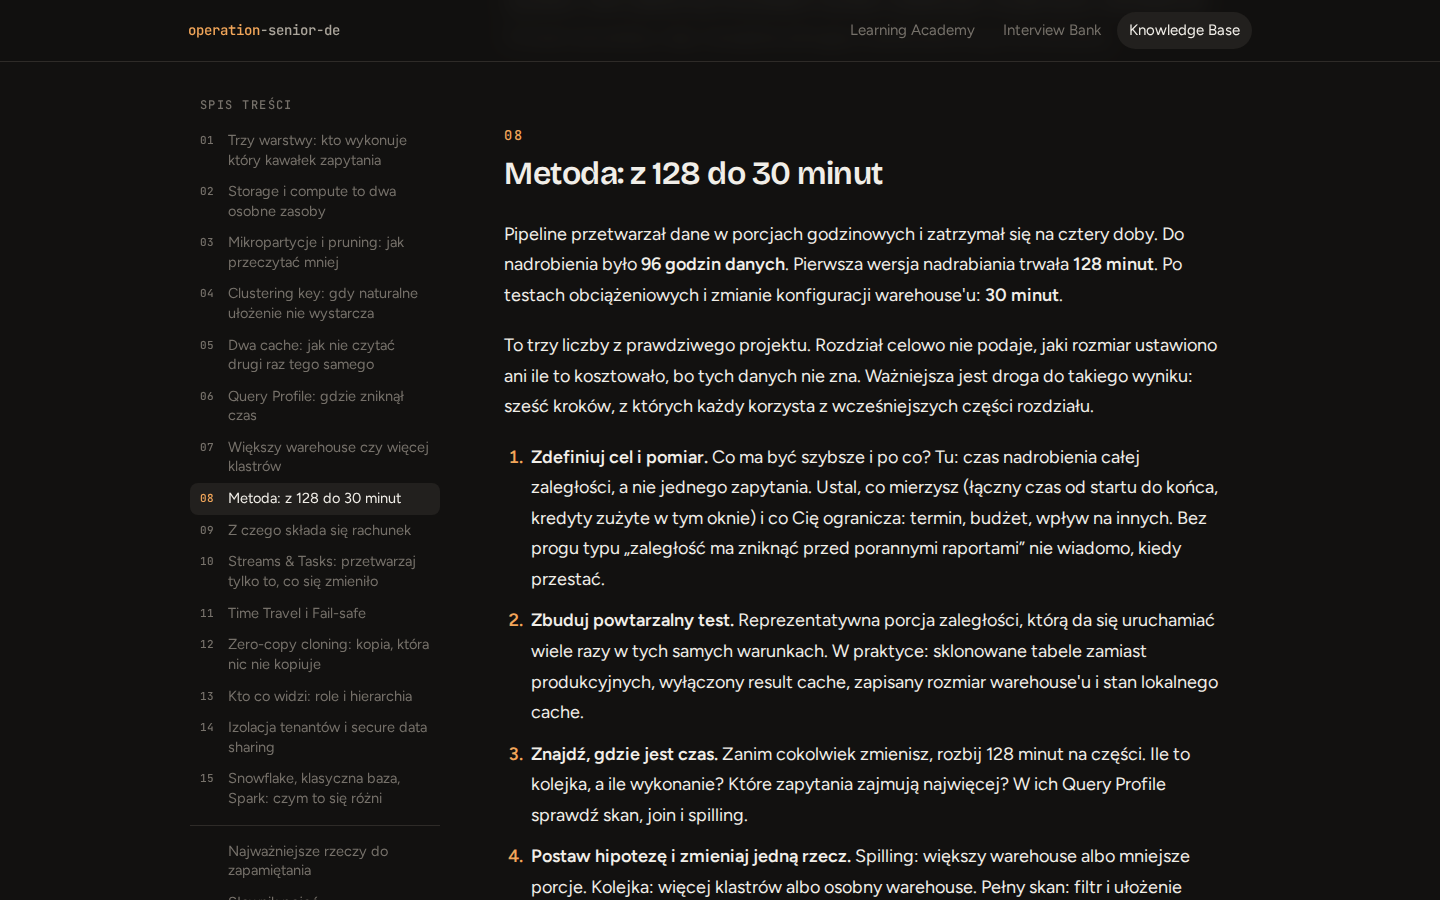 operation-senior-de
Learning Academy
Interview Bank
Knowledge Base
SPIS TREŚCI
01 Trzy warstwy: kto wykonuje
który kawałek zapytania
02 Storage i compute to dwa
osobne zasoby
03 Mikropartycje i pruning: jak
przeczytać mniej
04 Clustering key: gdy naturalne
ułożenie nie wystarcza
05 Dwa cache: jak nie czytać
drugi raz tego samego
06 Query Profile: gdzie zniknął
czas
07 Większy warehouse czy więcej
klastrów
08 Metoda: z 128 do 30 minut
09 Z czego składa się rachunek
10 Streams & Tasks: przetwarzaj
tylko to, co się zmieniło
11 Time Travel i Fail-safe
12 Zero-copy cloning: kopia, która
nic nie kopiuje
13 Kto co widzi: role i hierarchia
14 Izolacja tenantów i secure data
sharing
15 Snowflake, klasyczna baza,
Spark: czym to się różni
Najważniejsze rzeczy do
zapamiętania
08
Metoda: z 128 do 30 minut
Pipeline przetwarzał dane w porcjach godzinowych i zatrzymał się na cztery doby. Do
nadrobienia było 96 godzin danych. Pierwsza wersja nadrabiania trwała 128 minut. Po
testach obciążeniowych i zmianie konfiguracji warehouse'u: 30 minut.
To trzy liczby z prawdziwego projektu. Rozdział celowo nie podaje, jaki rozmiar ustawiono
ani ile to kosztowało, bo tych danych nie zna. Ważniejsza jest droga do takiego wyniku:
sześć kroków, z których każdy korzysta z wcześniejszych części rozdziału.
1. Zdefiniuj cel i pomiar. Co ma być szybsze i po co? Tu: czas nadrobienia całej
zaległości, a nie jednego zapytania. Ustal, co mierzysz (łączny czas od startu do końca,
kredyty zużyte w tym oknie) i co Cię ogranicza: termin, budżet, wpływ na innych. Bez
progu typu „zaległość ma zniknąć przed porannymi raportami” nie wiadomo, kiedy
przestać.
2. Zbuduj powtarzalny test. Reprezentatywna porcja zaległości, którą da się uruchamiać
wiele razy w tych samych warunkach. W praktyce: sklonowane tabele zamiast
produkcyjnych, wyłączony result cache, zapisany rozmiar warehouse'u i stan lokalnego
cache.
3. Znajdź, gdzie jest czas. Zanim cokolwiek zmienisz, rozbij 128 minut na części. Ile to
kolejka, a ile wykonanie? Które zapytania zajmują najwięcej? W ich Query Profile
sprawdź skan, join i spilling.
4. Postaw hipotezę i zmieniaj jedną rzecz. Spilling: większy warehouse albo mniejsze
porcje. Kolejka: więcej klastrów albo osobny warehouse. Pełny skan: filtr i ułożenie